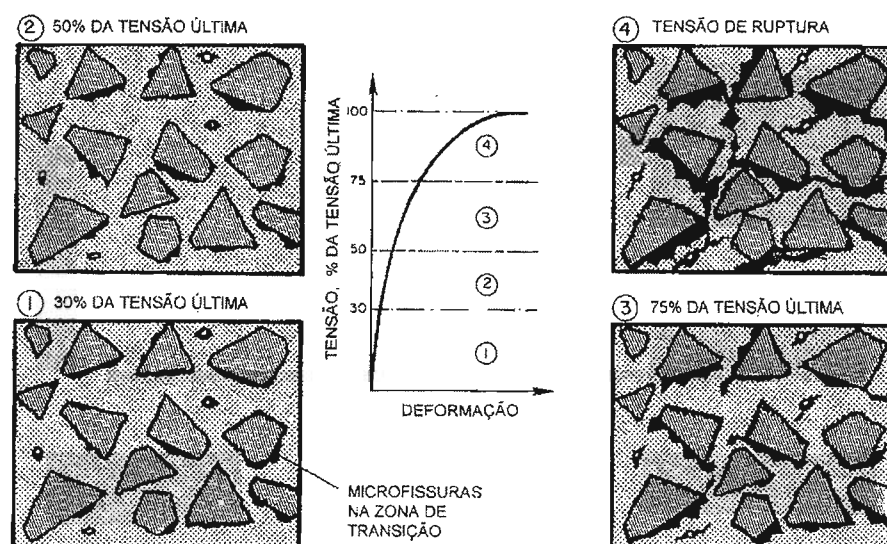 ② 50% DA TENSÃO ÚLTIMA
④ TENSÃO DE RUPTURA
TENSÃO, % DA TENSÃO ÚLTIMA
100
④
75
③
50
②
30
①
DEFORMAÇÃO
① 30% DA TENSÃO ÚLTIMA
③ 75% DA TENSÃO ÚLTIMA
MICROFISSURAS
NA ZONA DE
TRANSIÇÃO